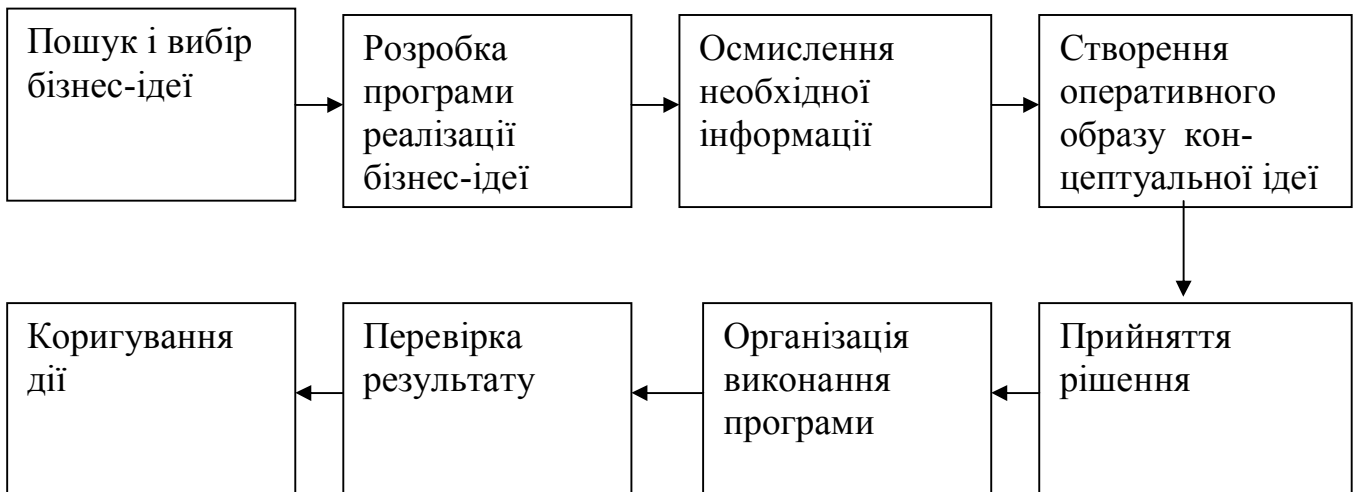 Пошук і вибір
бізнес-ідеї
Розробка
програми
реалізації
бізнес-ідеї
Осмислення
необхідної
інформації
Створення
оперативного
образу кон-
цептуальної ідеї
Прийняття
рішення
Організація
виконання
програми
Перевірка
результату
Коригування
дії